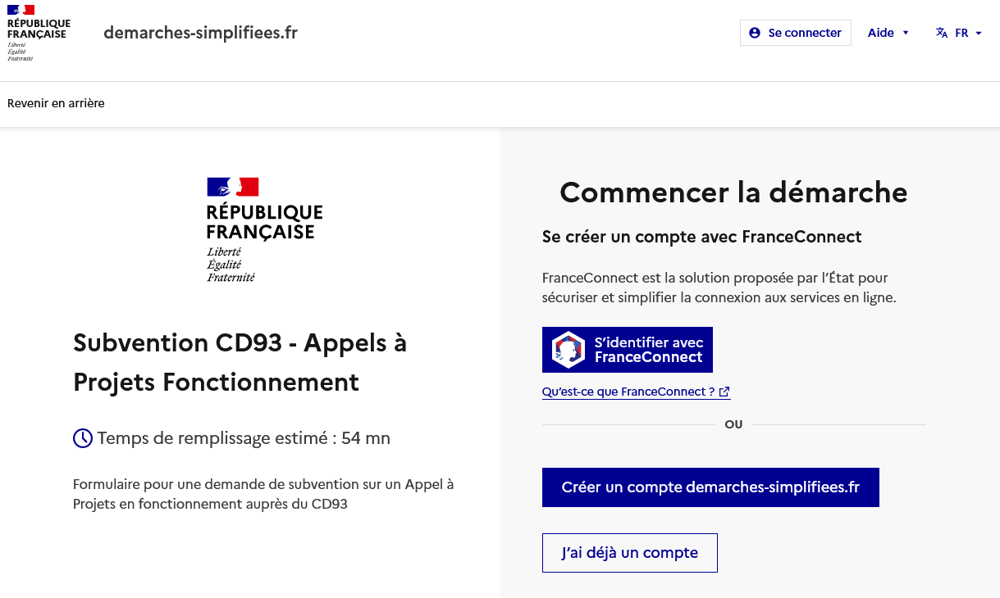 RÉPUBLIQUE
FRANÇAISE
Liberté
Égalité
Fraternité
demarches-simplifiees.fr
Se connecter
Aide
FR
Revenir en arrière
RÉPUBLIQUE
FRANÇAISE
Liberté
Égalité
Fraternité
Subvention CD93 - Appels à
Projets Fonctionnement
Temps de remplissage estimé : 54 mn
Formulaire pour une demande de subvention sur un Appel à
Projets en fonctionnement auprès du CD93
Commencer la démarche
Se créer un compte avec FranceConnect
FranceConnect est la solution proposée par l’État pour
sécuriser et simplifier la connexion aux services en ligne.
S’identifier avec
FranceConnect
Qu’est-ce que FranceConnect ?
OU
Créer un compte demarches-simplifiees.fr
J’ai déjà un compte